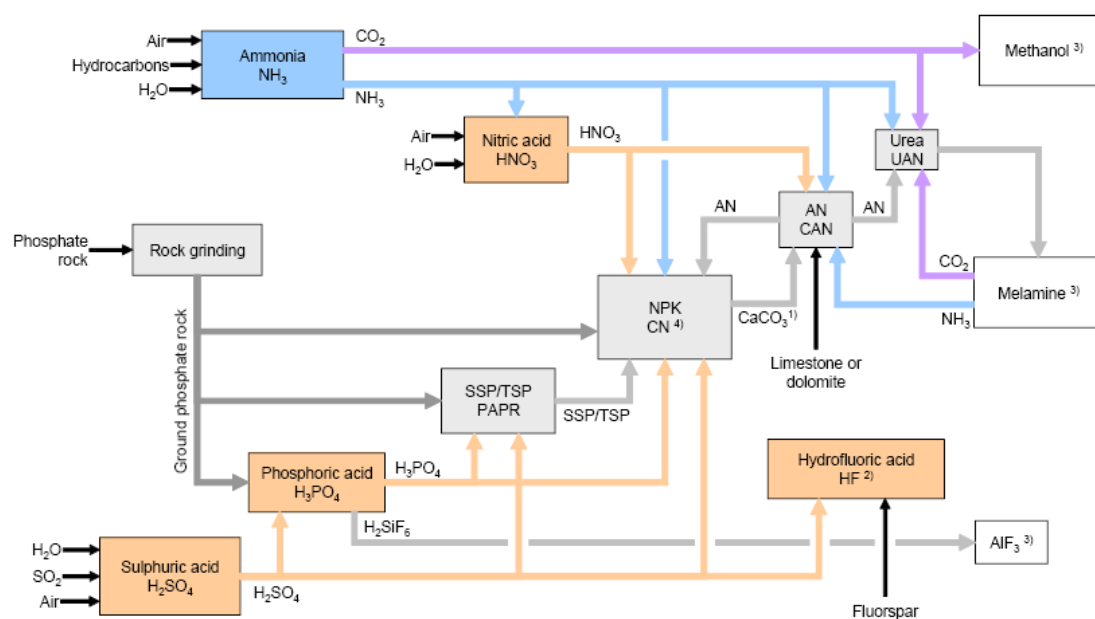 Air
Hydrocarbons
H₂O
Ammonia
NH₃
CO₂
NH₃
Methanol ³⁾
Air
H₂O
Nitric acid
HNO₃
HNO₃
Urea
UAN
AN
AN
CAN
AN
Phosphate
rock
Rock grinding
Ground phosphate rock
NPK
CN ⁴⁾
CaCO₃¹⁾
CO₂
NH₃
Melamine ³⁾
Limestone or
dolomite
SSP/TSP
PAPR
SSP/TSP
Phosphoric acid
H₃PO₄
H₃PO₄
H₂SiF₆
Hydrofluoric acid
HF ²⁾
AlF₃ ³⁾
H₂O
SO₂
Air
Sulphuric acid
H₂SO₄
H₂SO₄
Fluorspar